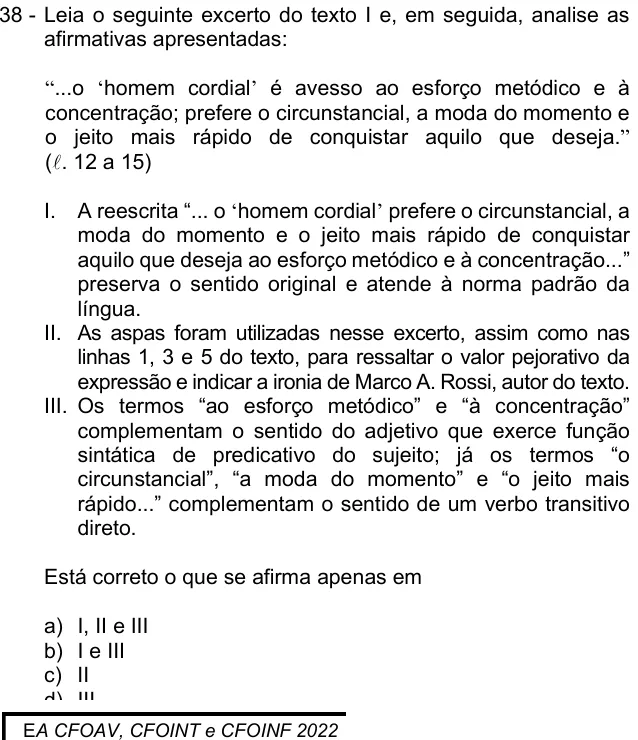 38 - Leia o seguinte excerto do texto I e, em seguida, analise as
afirmativas apresentadas:
“...o ‘homem cordial’ é avesso ao esforço metódico e à
concentração; prefere o circunstancial, a moda do momento e
o jeito mais rápido de conquistar aquilo que deseja.”
(ℓ. 12 a 15)
I. A reescrita “... o ‘homem cordial’ prefere o circunstancial, a
moda do momento e o jeito mais rápido de conquistar
aquilo que deseja ao esforço metódico e à concentração...”
preserva o sentido original e atende à norma padrão da
língua.
II. As aspas foram utilizadas nesse excerto, assim como nas
linhas 1, 3 e 5 do texto, para ressaltar o valor pejorativo da
expressão e indicar a ironia de Marco A. Rossi, autor do texto.
III. Os termos “ao esforço metódico” e “à concentração”
complementam o sentido do adjetivo que exerce função
sintática de predicativo do sujeito; já os termos “o
circunstancial”, “a moda do momento” e “o jeito mais
rápido...” complementam o sentido de um verbo transitivo
direto.
Está correto o que se afirma apenas em
a) I, II e III
b) I e III
c) II
d) III
EA CFOAV, CFOINT e CFOINF 2022